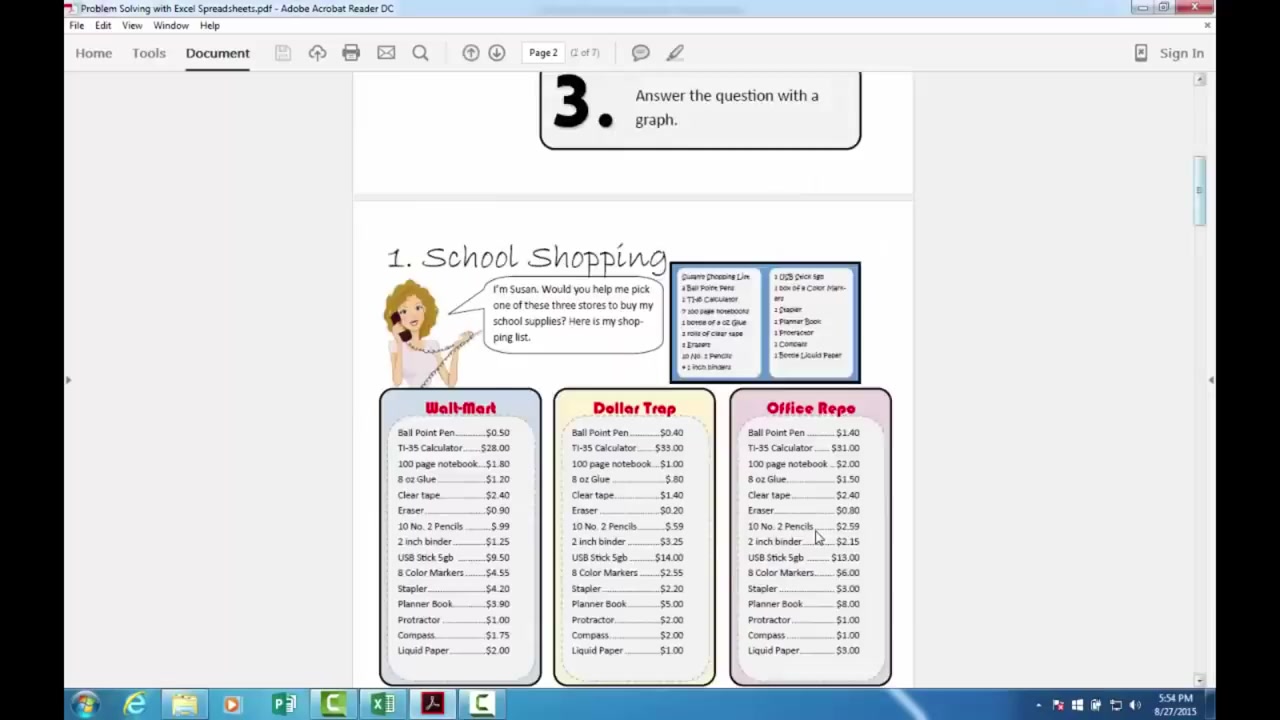 Problem Solving with Excel Spreadsheets.pdf - Adobe Acrobat Reader DC
File Edit View Window Help
Home Tools Document Page 2 (2 of 7) Sign In
3. Answer the question with a
graph.
1. School Shopping
I'm Susan. Would you help me pick
one of these three stores to buy my
school supplies? Here is my shop-
ping list.
Susan's Shopping List
Ball Point Pens
Calculator
7 100 page notebooks
1 bottle of 8 oz Glue
rolls of clear tape
Erasers
10 No. 2 Pencils
inch binders
1 USB Stick 5gb
1 box of 8 Color Mark-
ers
1 Stapler
1 Planner Book
1 Protractor
1 Compass
1 Bottle Liquid Paper
Walt-Mart
Ball Point Pen..........$0.50
TI-35 Calculator.......$28.00
100 page notebook...$1.80
8 oz Glue..................$1.20
Clear tape................$2.40
Eraser......................$0.90
10 No. 2 Pencils........$.99
2 inch binder............$1.25
USB Stick 5gb...........$9.50
8 Color Markers........$4.55
Stapler.....................$4.20
Planner Book............$3.90
Protractor................$1.00
Compass..................$1.75
Liquid Paper.............$2.00
Dollar Trap
Ball Point Pen..........$0.40
TI-35 Calculator.......$33.00
100 page notebook...$1.00
8 oz Glue..................$.80
Clear tape................$1.40
Eraser......................$0.20
10 No. 2 Pencils........$.59
2 inch binder............$3.25
USB Stick 5gb...........$14.00
8 Color Markers........$2.55
Stapler.....................$2.20
Planner Book............$5.00
Protractor................$2.00
Compass..................$2.00
Liquid Paper.............$1.00
Office Repo
Ball Point Pen..........$1.40
TI-35 Calculator.......$31.00
100 page notebook...$2.00
8 oz Glue..................$1.50
Clear tape................$2.40
Eraser......................$0.80
10 No. 2 Pencils........$2.59
2 inch binder............$2.15
USB Stick 5gb...........$13.00
8 Color Markers........$6.00
Stapler.....................$3.00
Planner Book............$8.00
Protractor................$1.00
Compass..................$1.00
Liquid Paper.............$3.00
5:54 PM
8/27/2015